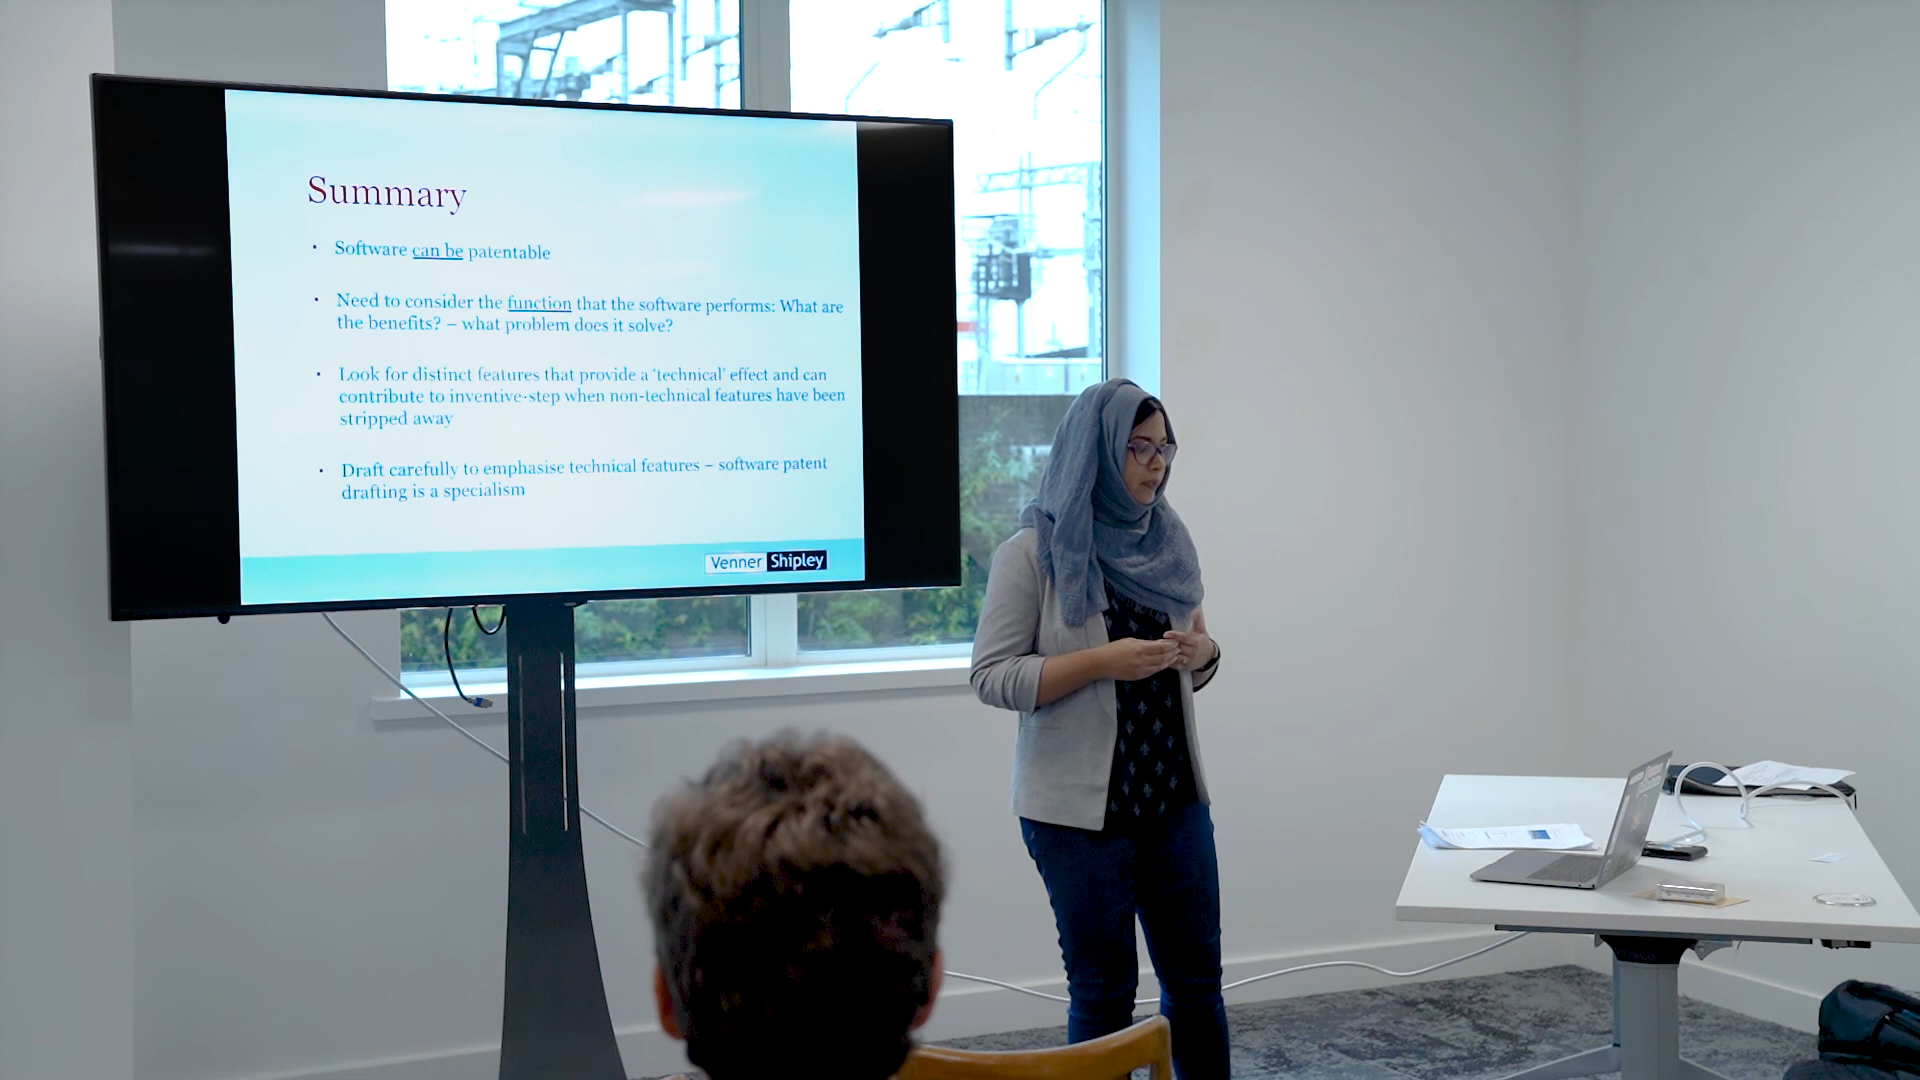 Summary
• Software can be patentable
• Need to consider the function that the software performs: What are
the benefits? – what problem does it solve?
• Look for distinct features that provide a 'technical' effect and can
contribute to inventive-step when non-technical features have been
stripped away
• Draft carefully to emphasise technical features – software patent
drafting is a specialism
Venner Shipley